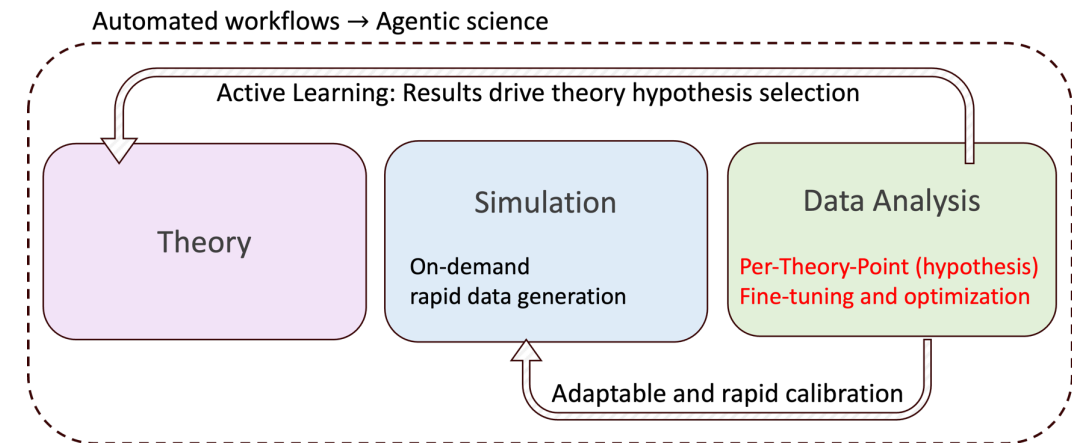 Automated workflows → Agentic science
Active Learning: Results drive theory hypothesis selection
Theory
Simulation
On-demand
rapid data generation
Data Analysis
Per-Theory-Point (hypothesis)
Fine-tuning and optimization
Adaptable and rapid calibration